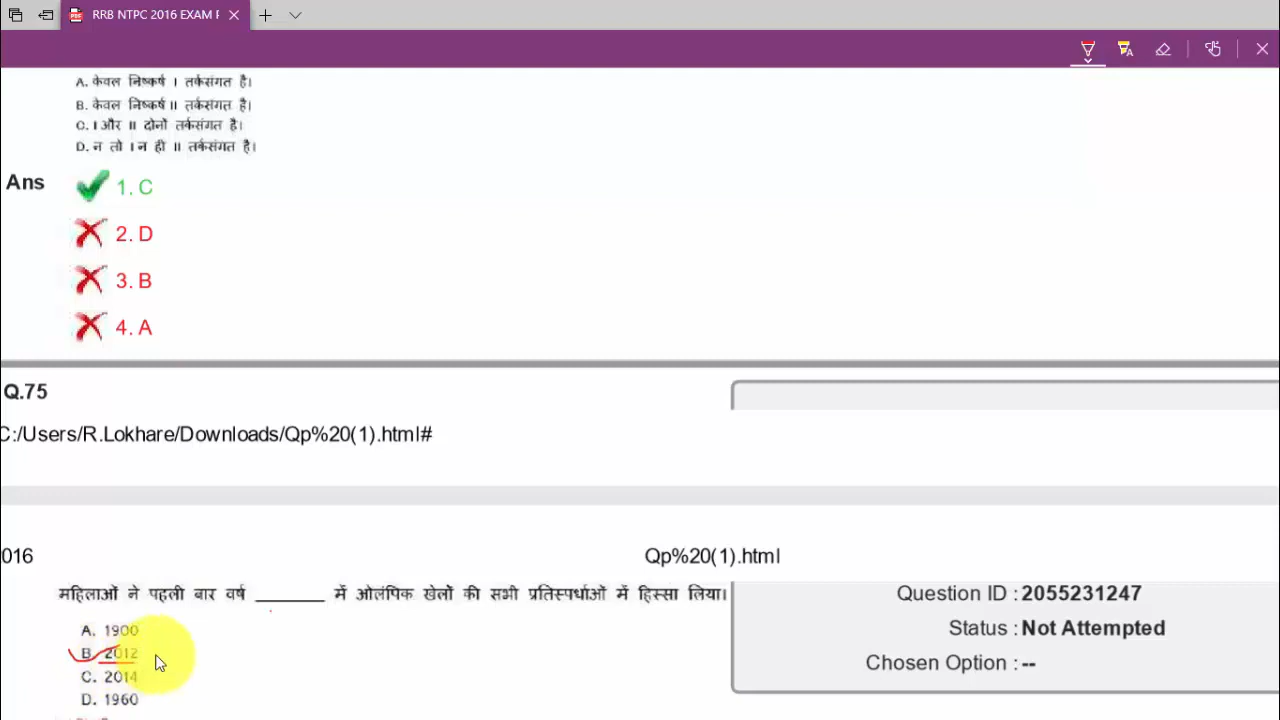 RRB NTPC 2016 EXAM F
A. केवल निष्कर्ष I तर्कसंगत है।
B. केवल निष्कर्ष II तर्कसंगत है।
C. I और II दोनों तर्कसंगत है।
D. न तो I न ही II तर्कसंगत है।
Ans
1. C
2. D
3. B
4. A
Q.75
C:/Users/R.Lokhare/Downloads/Qp%20(1).html#
016 Qp%20(1).html
महिलाओं ने पहली बार वर्ष ________ में ओलंपिक खेलों की सभी प्रतिस्पर्धाओं में हिस्सा लिया।
A. 1900
B. 2012
C. 2014
D. 1960
Question ID : 2055231247
Status : Not Attempted
Chosen Option : --